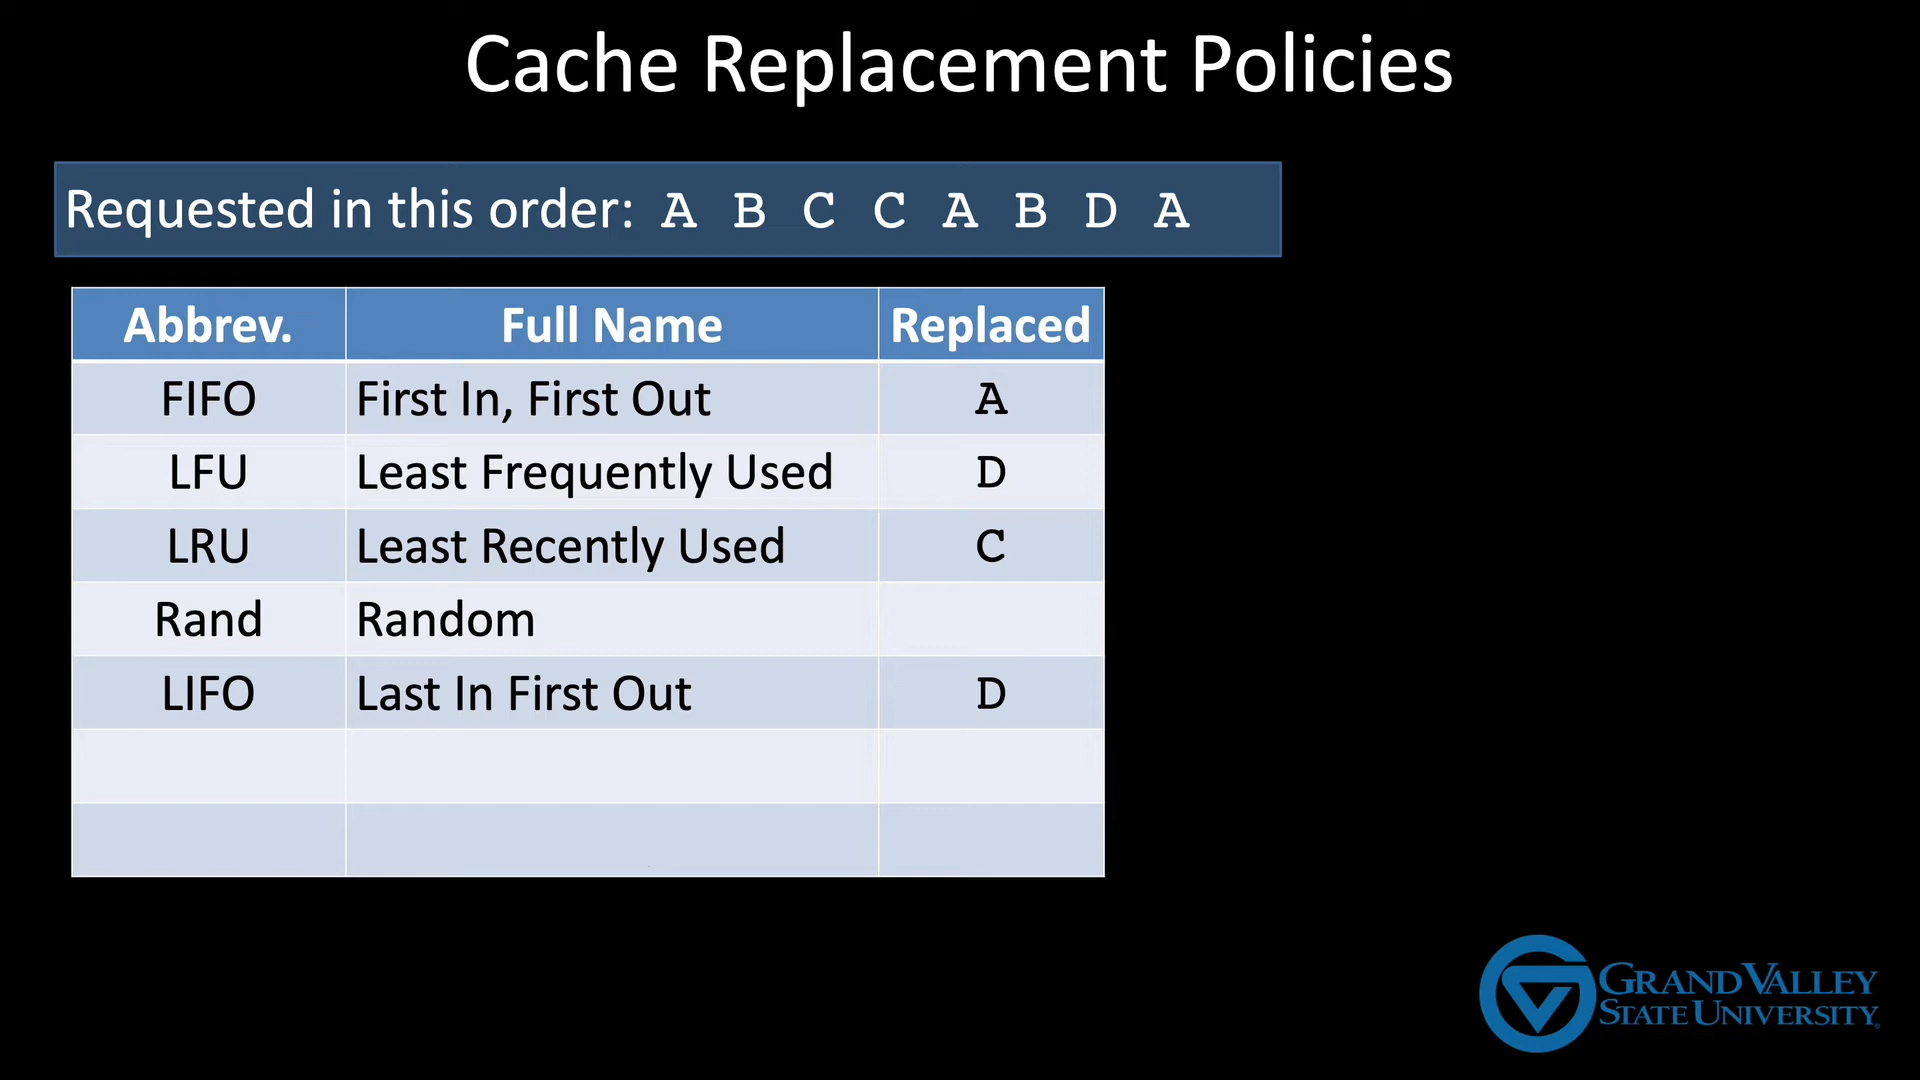 Cache Replacement Policies
Requested in this order: A B C C A B D A
Abbrev. Full Name Replaced
FIFO First In, First Out A
LFU Least Frequently Used D
LRU Least Recently Used C
Rand Random
LIFO Last In First Out D
GRAND VALLEY
STATE UNIVERSITY®